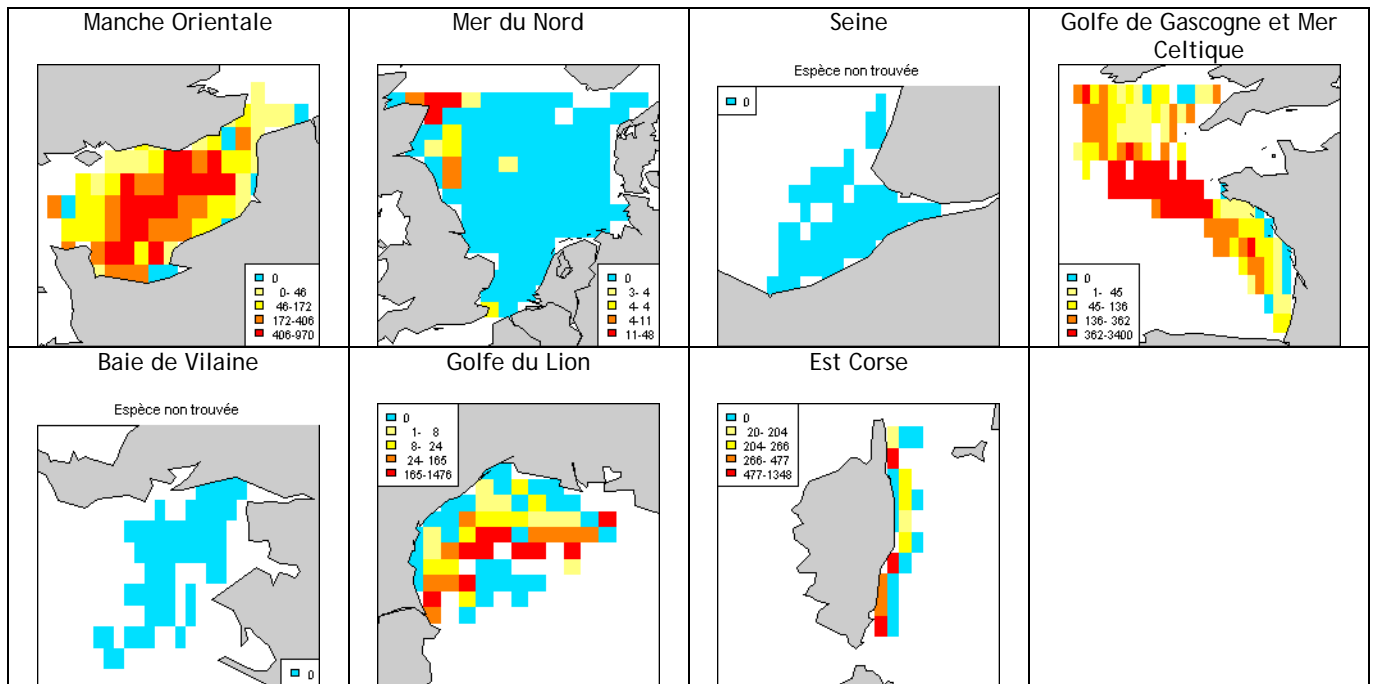 Manche Orientale
0
0- 46
46-172
172-406
406-970
Mer du Nord
0
3- 4
4- 4
4-11
11-48
Seine
Espèce non trouvée
0
Golfe de Gascogne et Mer
Celtique
0
1- 45
45- 136
136- 362
362-3400
Baie de Vilaine
Espèce non trouvée
0
Golfe du Lion
0
1- 8
8- 24
24- 165
165-1476
Est Corse
0
20- 204
204- 266
266- 477
477-1348